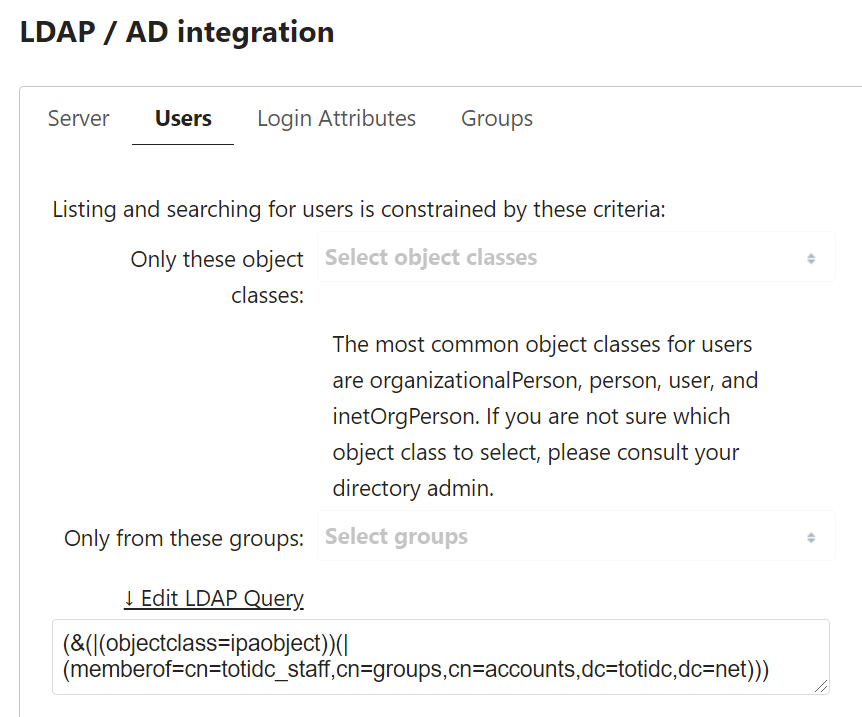 LDAP / AD integration
Server Users Login Attributes Groups
Listing and searching for users is constrained by these criteria:
Only these object Select object classes
classes:
The most common object classes for users
are organizationalPerson, person, user, and
inetOrgPerson. If you are not sure which
object class to select, please consult your
directory admin.
Only from these groups: Select groups
↓ Edit LDAP Query
(&(|(objectclass=ipaobject))(|
(memberof=cn=totidc_staff,cn=groups,cn=accounts,dc=totidc,dc=net)))